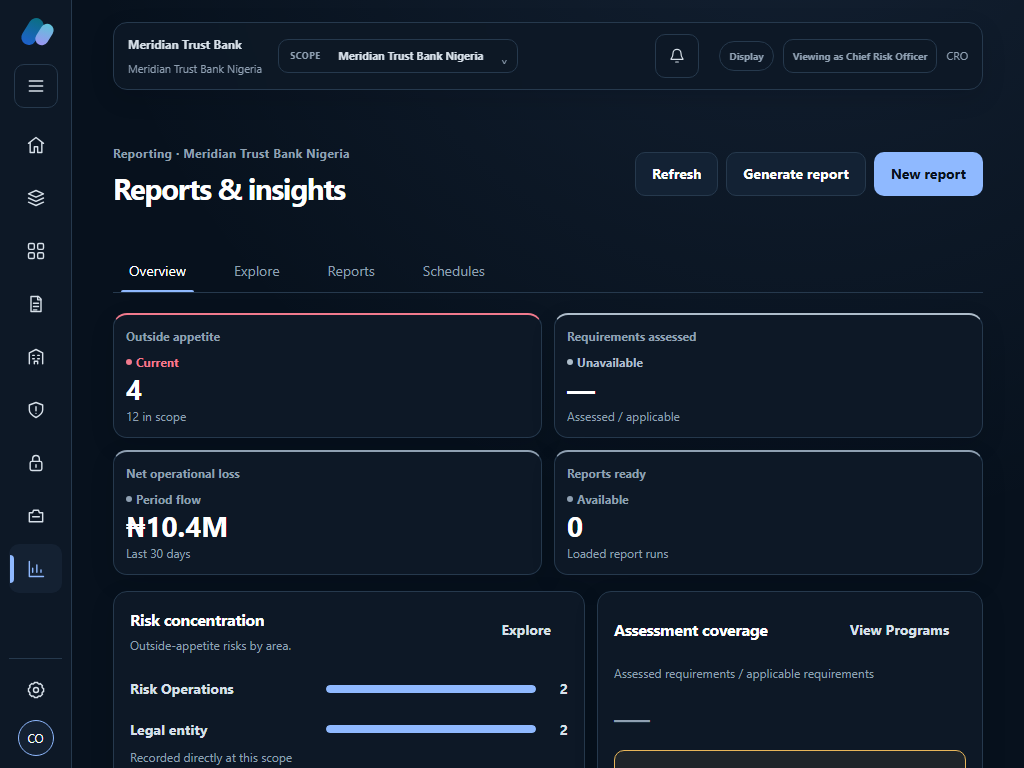 Meridian Trust Bank
Meridian Trust Bank Nigeria
SCOPE
Meridian Trust Bank Nigeria
Display
Viewing as Chief Risk Officer
CRO
Reporting · Meridian Trust Bank Nigeria
Reports & insights
Refresh
Generate report
New report
Overview
Explore
Reports
Schedules
Outside appetite
Current
4
12 in scope
Requirements assessed
Unavailable
—
Assessed / applicable
Net operational loss
Period flow
₦10.4M
Last 30 days
Reports ready
Available
0
Loaded report runs
Risk concentration
Outside-appetite risks by area.
Explore
Risk Operations
2
Legal entity
2
Recorded directly at this scope
Assessment coverage
View Programs
Assessed requirements / applicable requirements
—
CO